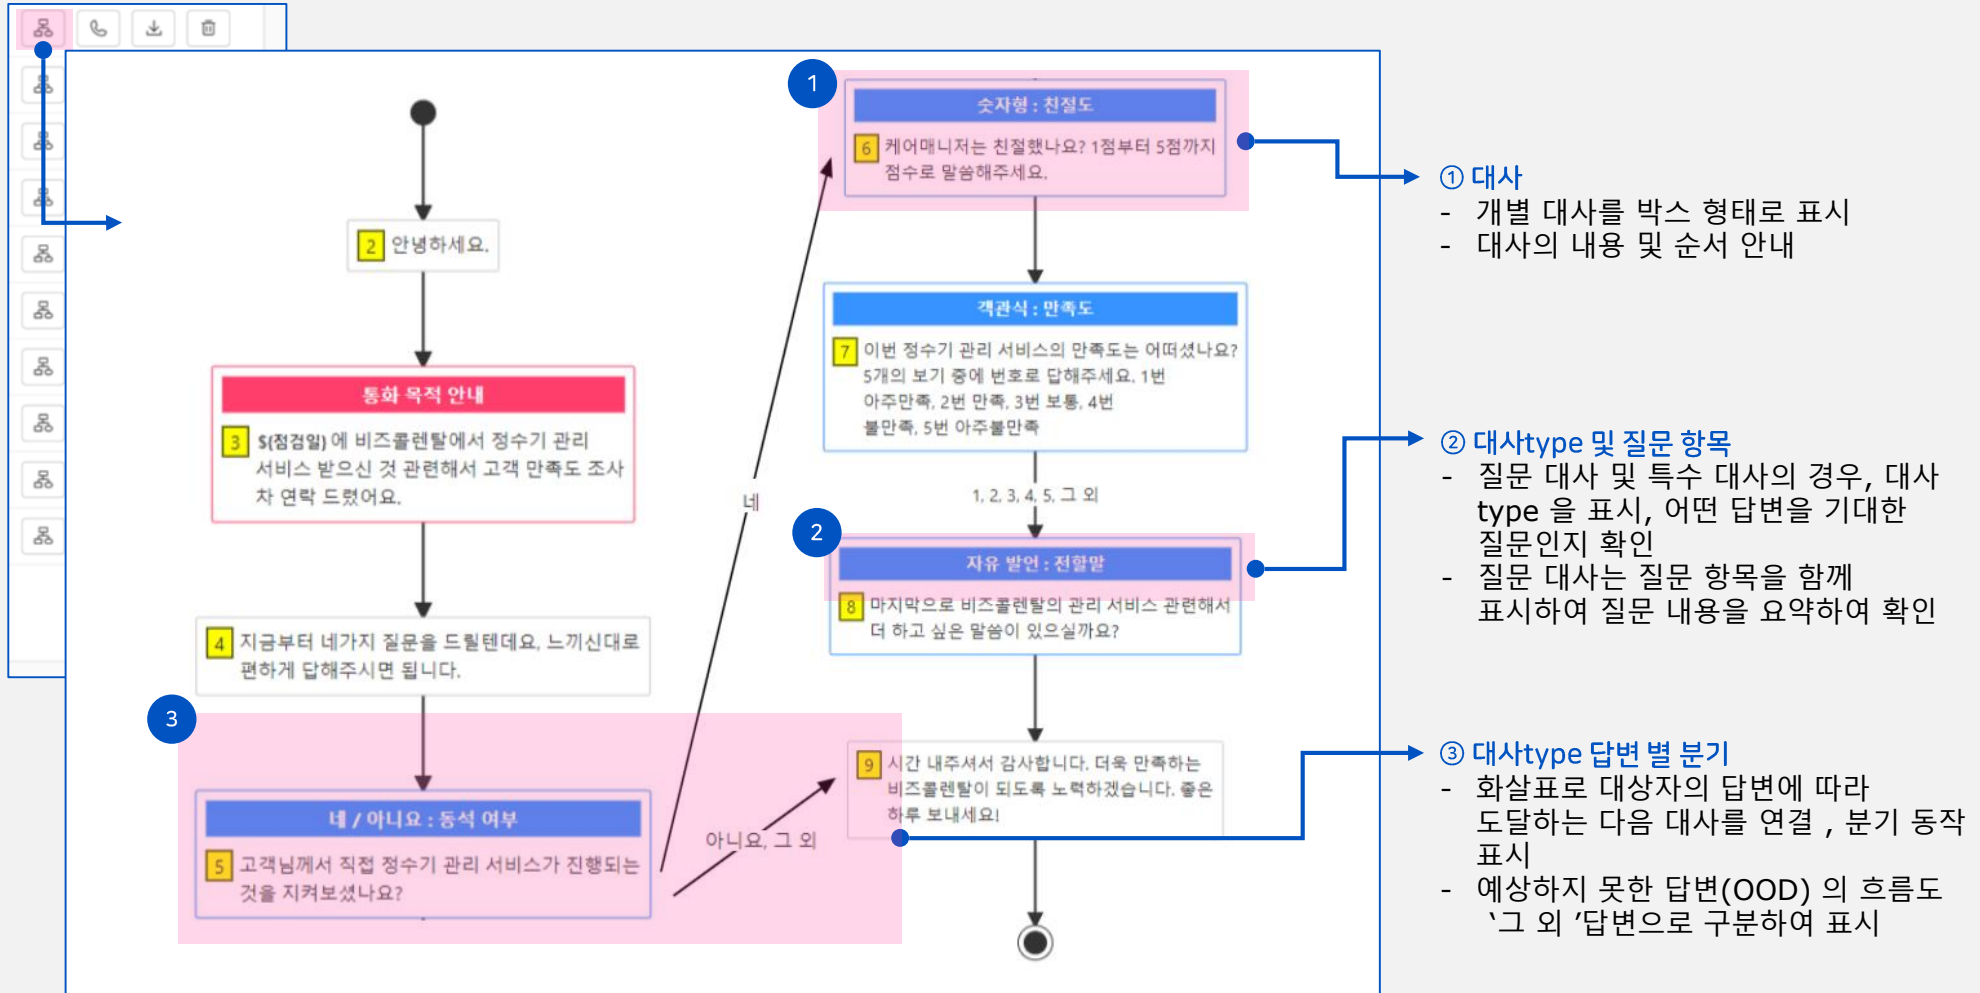 2 안녕하세요.
통화 목적 안내
3 $(점검일) 에 비즈콜렌탈에서 정수기 관리
서비스 받으신 것 관련해서 고객 만족도 조사
차 연락 드렸어요.
4 지금부터 네가지 질문을 드릴텐데요, 느끼신대로
편하게 답해주시면 됩니다.
3
네 / 아니요 : 동석 여부
5 고객님께서 직접 정수기 관리 서비스가 진행되는
것을 지켜보셨나요?
네
아니요, 그 외
1
숫자형 : 친절도
6 케어매니저는 친절했나요? 1점부터 5점까지
점수로 말씀해주세요.
객관식 : 만족도
7 이번 정수기 관리 서비스의 만족도는 어떠셨나요?
5개의 보기 중에 번호로 답해주세요. 1번
아주만족, 2번 만족, 3번 보통, 4번
불만족, 5번 아주불만족
1, 2, 3, 4, 5, 그 외
2
자유 발언 : 전할말
8 마지막으로 비즈콜렌탈의 관리 서비스 관련해서
더 하고 싶은 말씀이 있으실까요?
9 시간 내주셔서 감사합니다. 더욱 만족하는
비즈콜렌탈이 되도록 노력하겠습니다. 좋은
하루 보내세요!
① 대사
- 개별 대사를 박스 형태로 표시
- 대사의 내용 및 순서 안내
② 대사type 및 질문 항목
- 질문 대사 및 특수 대사의 경우, 대사
type 을 표시, 어떤 답변을 기대한
질문인지 확인
- 질문 대사는 질문 항목을 함께
표시하여 질문 내용을 요약하여 확인
③ 대사type 답변 별 분기
- 화살표로 대상자의 답변에 따라
도달하는 다음 대사를 연결 , 분기 동작
표시
- 예상하지 못한 답변(OOD) 의 흐름도
‘그 외 ’답변으로 구분하여 표시